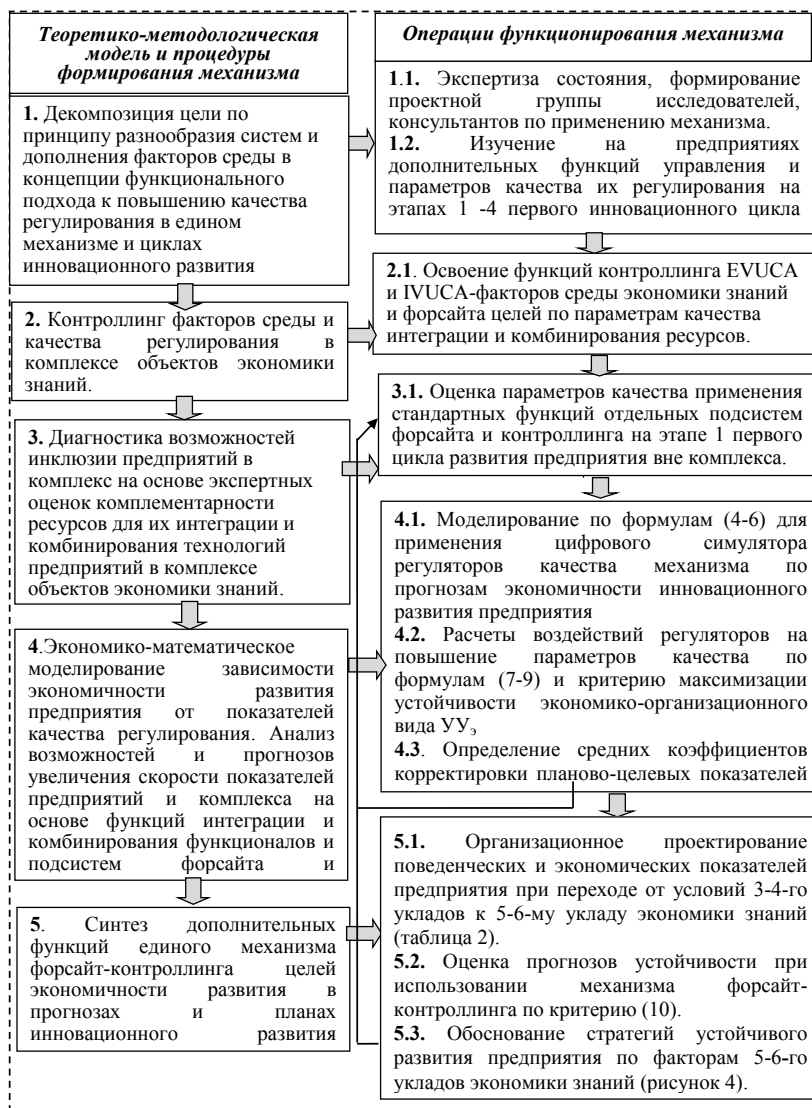 Теоретико-методологическая
модель и процедуры
формирования механизма
1. Декомпозиция цели по
принципу разнообразия систем и
дополнения факторов среды в
концепции функционального
подхода к повышению качества
регулирования в едином
механизме и циклах
инновационного развития
2. Контроллинг факторов среды и
качества регулирования в
комплексе объектов экономики
знаний.
3. Диагностика возможностей
инклюзии предприятий в
комплекс на основе экспертных
оценок комплементарности
ресурсов для их интеграции и
комбинирования технологий
предприятий в комплексе
объектов экономики знаний.
4.Экономико-математическое
моделирование зависимости
экономичности развития
предприятия от показателей
качества регулирования. Анализ
возможностей и прогнозов
увеличения скорости показателей
предприятий и комплекса на
основе функций интеграции и
комбинирования функционалов и
подсистем форсайта и
5. Синтез дополнительных
функций единого механизма
форсайт-контроллинга целей
экономичности развития в
прогнозах и планах
инновационного развития
Операции функционирования механизма
1.1. Экспертиза состояния, формирование
проектной группы исследователей,
консультантов по применению механизма.
1.2. Изучение на предприятиях
дополнительных функций управления и
параметров качества их регулирования на
этапах 1 -4 первого инновационного цикла
2.1. Освоение функций контроллинга EVUCA
и IVUCA-факторов среды экономики знаний
и форсайта целей по параметрам качества
интеграции и комбинирования ресурсов.
3.1. Оценка параметров качества применения
стандартных функций отдельных подсистем
форсайта и контроллинга на этапе 1 первого
цикла развития предприятия вне комплекса.
4.1. Моделирование по формулам (4-6) для
применения цифрового симулятора
регуляторов качества механизма по
прогнозам экономичности инновационного
развития предприятия
4.2. Расчеты воздействий регуляторов на
повышение параметров качества по
формулам (7-9) и критерию максимизации
устойчивости экономико-организационного
вида УУэ
4.3. Определение средних коэффициентов
корректировки планово-целевых показателей
5.1. Организационное проектирование
поведенческих и экономических показателей
предприятия при переходе от условий 3-4-го
укладов к 5-6-му укладу экономики знаний
(таблица 2).
5.2. Оценка прогнозов устойчивости при
использовании механизма форсайт-
контроллинга по критерию (10).
5.3. Обоснование стратегий устойчивого
развития предприятия по факторам 5-6-го
укладов экономики знаний (рисунок 4).